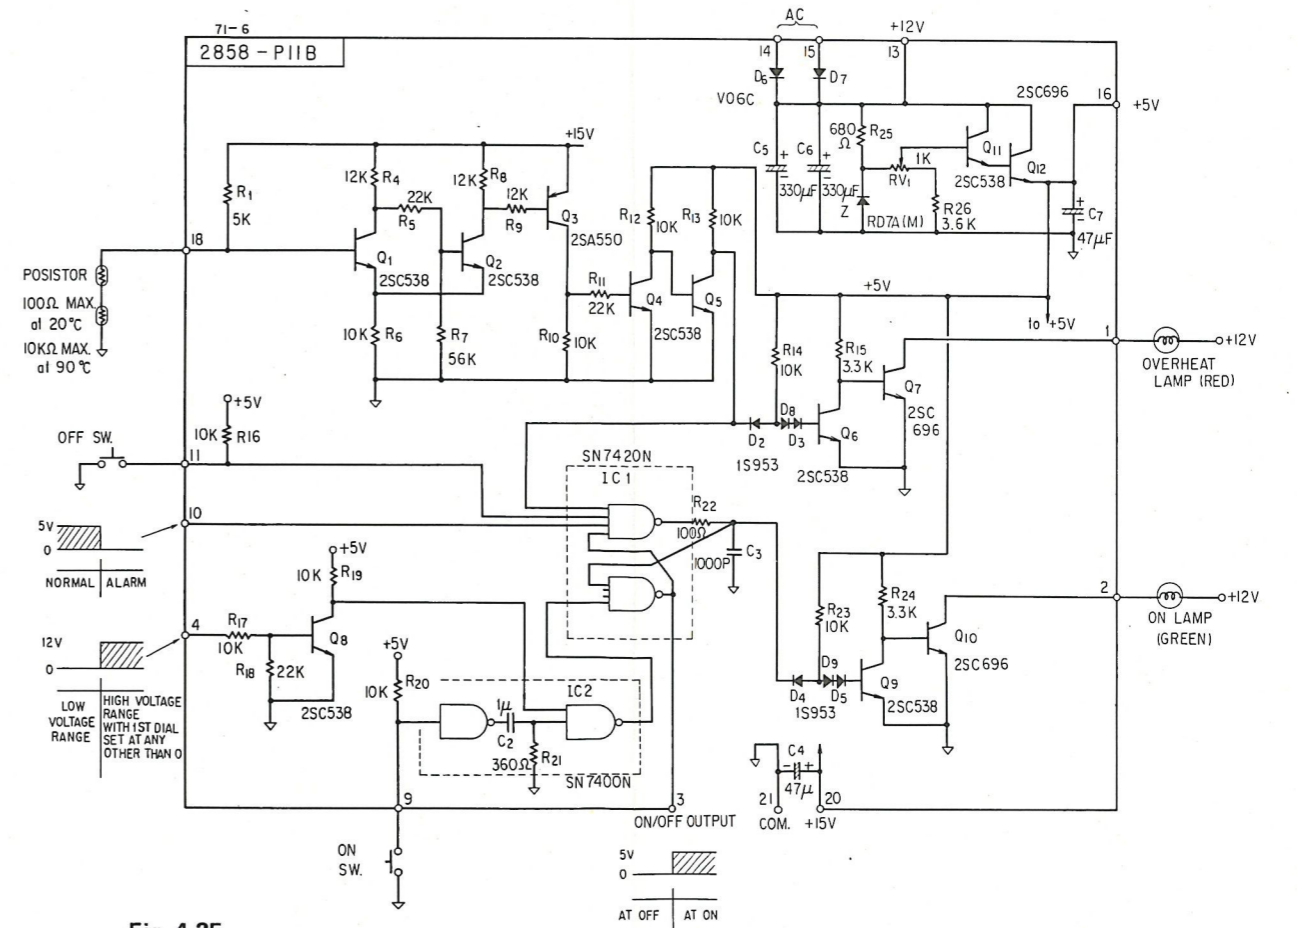 71-6
2858-P11B
AC
+12V
14
15
13
D6
D7
V06C
2SC696
16
+5V
680
Ω
R25
C5
+
−
330μF
C6
+
−
330μF
1K
RV1
Q11
2SC538
Q12
Z
RD7A(M)
R26
3.6K
+
−
C7
47μF
+15V
R1
5K
12K
R4
22K
R5
12K
R8
12K
R9
Q3
2SA550
R12
10K
R13
10K
18
Q1
2SC538
Q2
2SC538
POSISTOR
100Ω MAX.
at 20°C
10KΩ MAX.
at 90°C
10K
R6
R7
56K
R10
10K
R11
22K
Q4
2SC538
Q5
+5V
to +5V
1
+12V
OVERHEAT
LAMP (RED)
R14
10K
R15
3.3K
Q7
2SC
696
D8
D2
D3
1S953
Q6
2SC538
+5V
10K
R16
OFF SW.
11
SN7420N
IC1
R22
100Ω
C3
1000P
10
5V
0
NORMAL
ALARM
+5V
10K
R19
4
R17
10K
R18
22K
Q8
2SC538
12V
0
LOW
VOLTAGE
RANGE
HIGH VOLTAGE
RANGE
WITH 1ST DIAL
SET AT ANY
OTHER THAN 0
+5V
10K
R20
IC2
1μ
C2
360Ω
R21
SN7400N
R23
10K
R24
3.3K
Q10
2SC696
D9
D4
D5
1S953
Q9
2SC538
2
+12V
ON LAMP
(GREEN)
C4
−
+
47μ
21
20
COM.
+15V
9
3
ON/OFF OUTPUT
ON
SW.
5V
0
AT OFF
AT ON